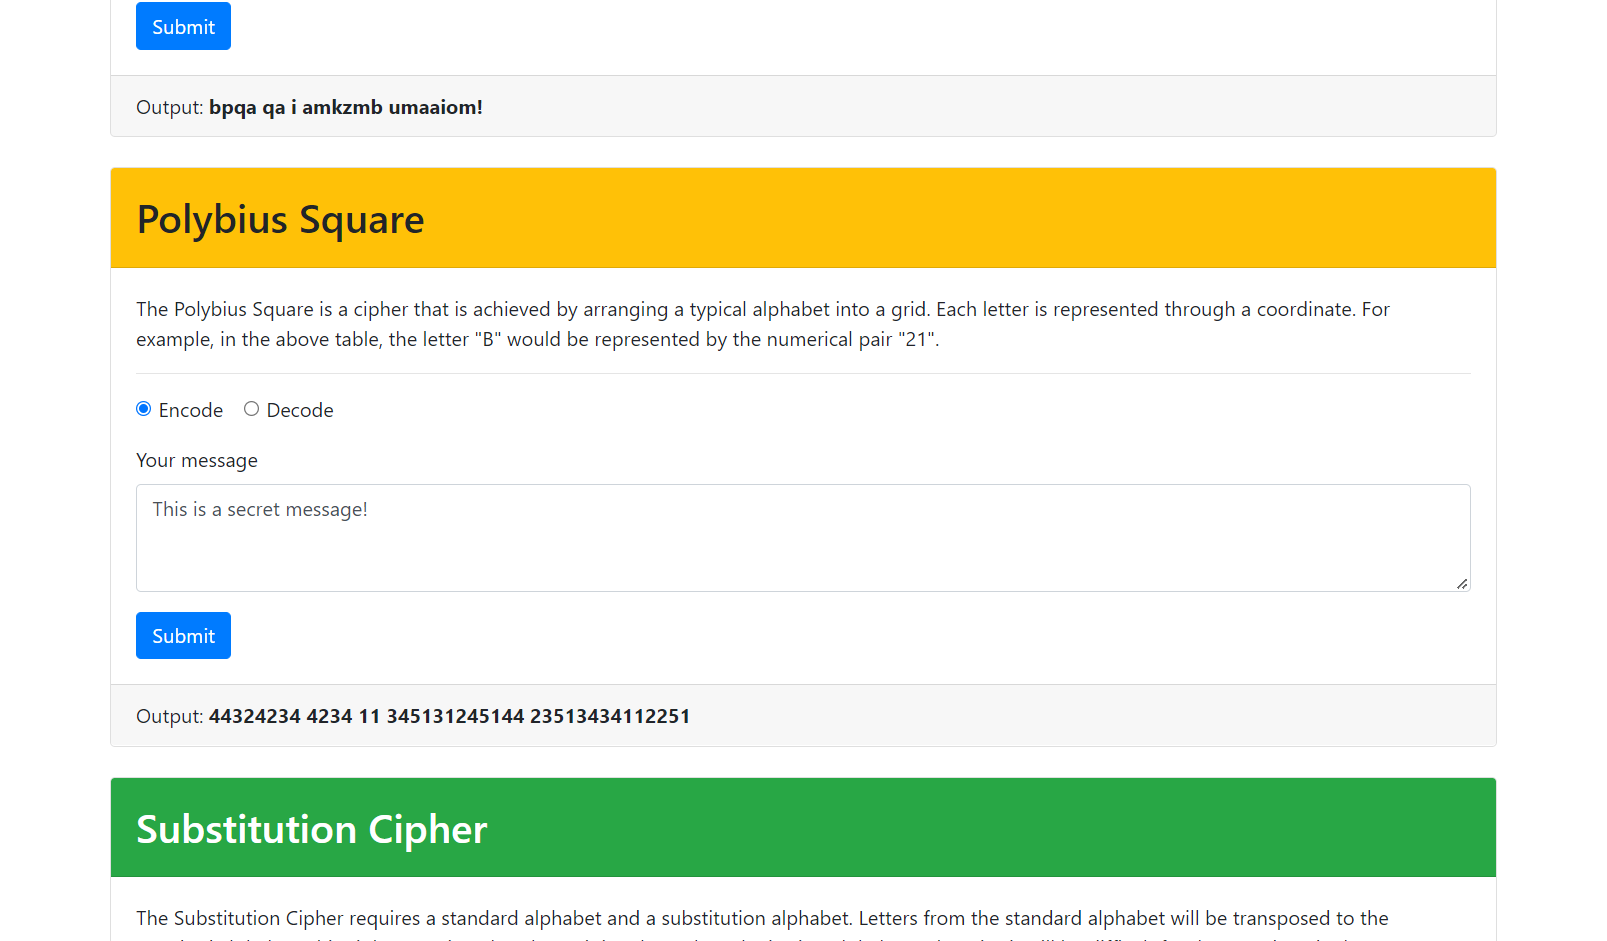 Submit
Output: bpqa qa i amkzmb umaaiom!
Polybius Square
The Polybius Square is a cipher that is achieved by arranging a typical alphabet into a grid. Each letter is represented through a coordinate. For
example, in the above table, the letter "B" would be represented by the numerical pair "21".
Encode Decode
Your message
This is a secret message!
Submit
Output: 44324234 4234 11 345131245144 23513434112251
Substitution Cipher
The Substitution Cipher requires a standard alphabet and a substitution alphabet. Letters from the standard alphabet will be transposed to the